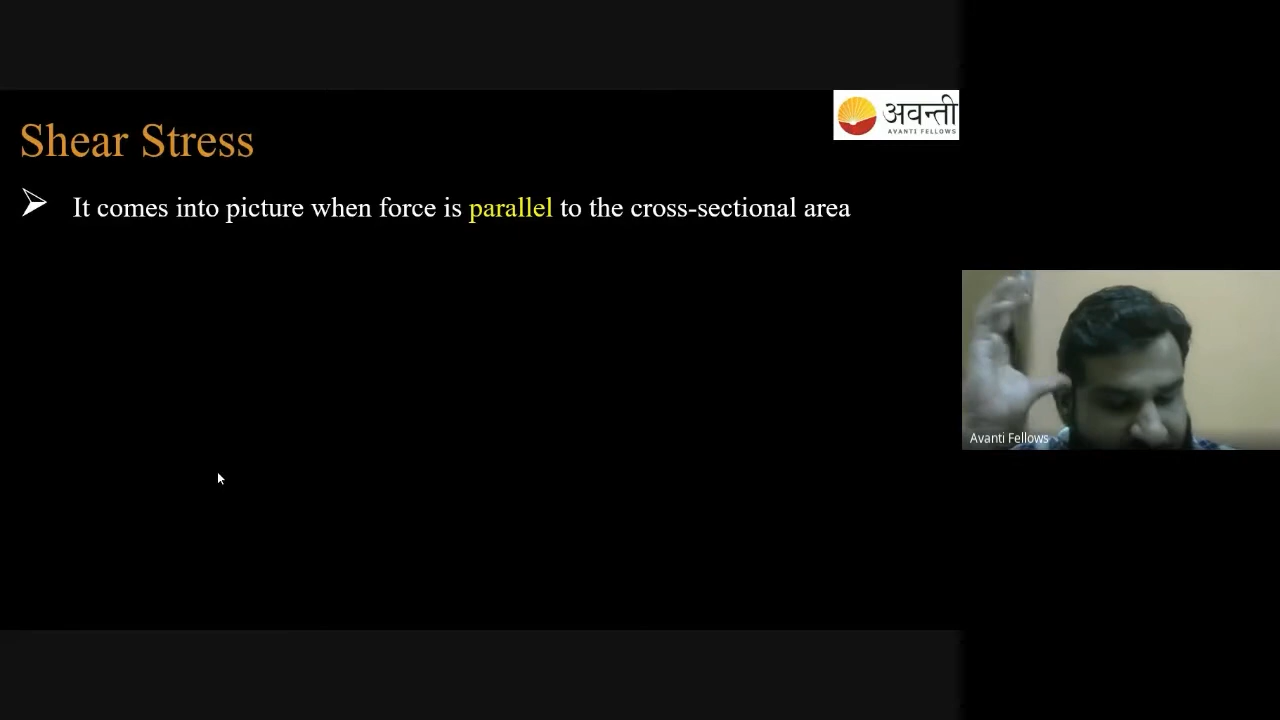 Shear Stress
अवन्ती
AVANTI FELLOWS
It comes into picture when force is parallel to the cross-sectional area
Avanti Fellows